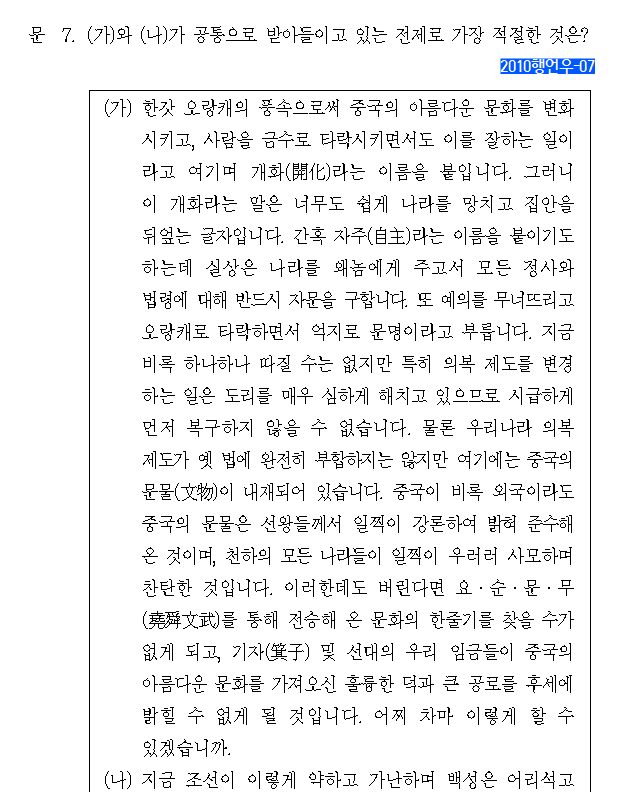 문 7. (가)와 (나)가 공통으로 받아들이고 있는 전제로 가장 적절한 것은?
2010행언우-07
(가) 한갓 오랑캐의 풍속으로써 중국의 아름다운 문화를 변화
시키고, 사람을 금수로 타락시키면서도 이를 잘하는 일이
라고 여기며 개화(開化)라는 이름을 붙입니다. 그러니
이 개화라는 말은 너무도 쉽게 나라를 망치고 집안을
뒤엎는 글자입니다. 간혹 자주(自主)라는 이름을 붙이기도
하는데 실상은 나라를 왜놈에게 주고서 모든 정사와
법령에 대해 반드시 자문을 구합니다. 또 예의를 무너뜨리고
오랑캐로 타락하면서 억지로 문명이라고 부릅니다. 지금
비록 하나하나 따질 수는 없지만 특히 의복 제도를 변경
하는 일은 도리를 매우 심하게 해치고 있으므로 시급하게
먼저 복구하지 않을 수 없습니다. 물론 우리나라 의복
제도가 옛 법에 완전히 부합하지는 않지만 여기에는 중국의
문물(文物)이 내재되어 있습니다. 중국이 비록 외국이라도
중국의 문물은 선왕들께서 일찍이 강론하여 밝혀 준수해
온 것이며, 천하의 모든 나라들이 일찍이 우러러 사모하며
찬탄한 것입니다. 이러한데도 버린다면 요·순·문·무
(堯舜文武)를 통해 전승해 온 문화의 한줄기를 찾을 수가
없게 되고, 기자(箕子) 및 선대의 우리 임금들이 중국의
아름다운 문화를 가져오신 훌륭한 덕과 큰 공로를 후세에
밝힐 수 없게 될 것입니다. 어찌 차마 이렇게 할 수
있겠습니까.
(나) 지금 조선이 이렇게 약하고 가난하며 백성은 어리석고